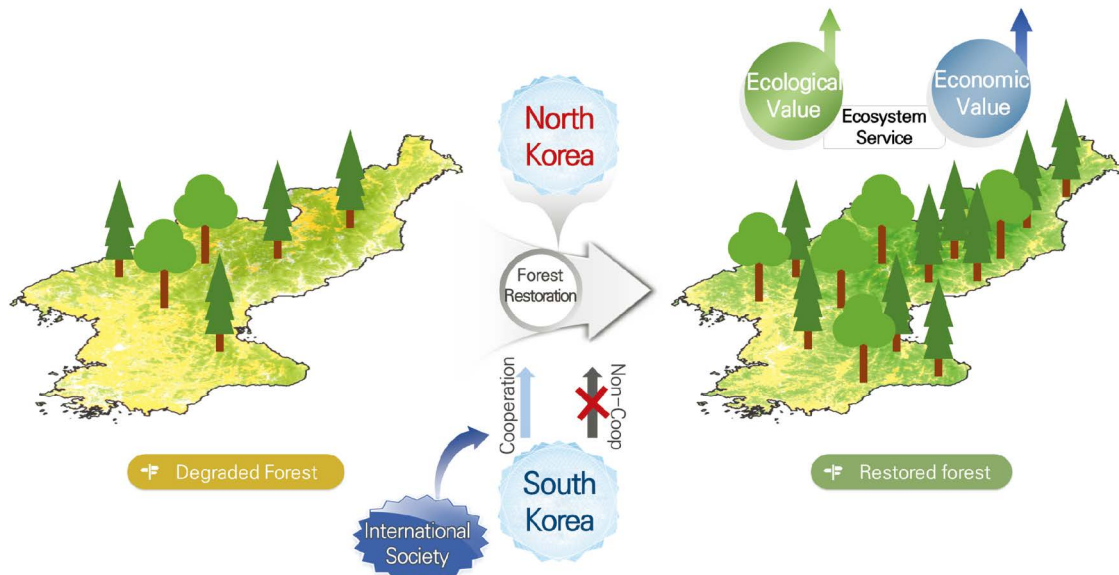 Ecological
Value
Economic
Value
Ecosystem
Service
North
Korea
Forest
Restoration
Cooperation
Non-Coop
Degraded Forest
Restored forest
South
Korea
International
Society